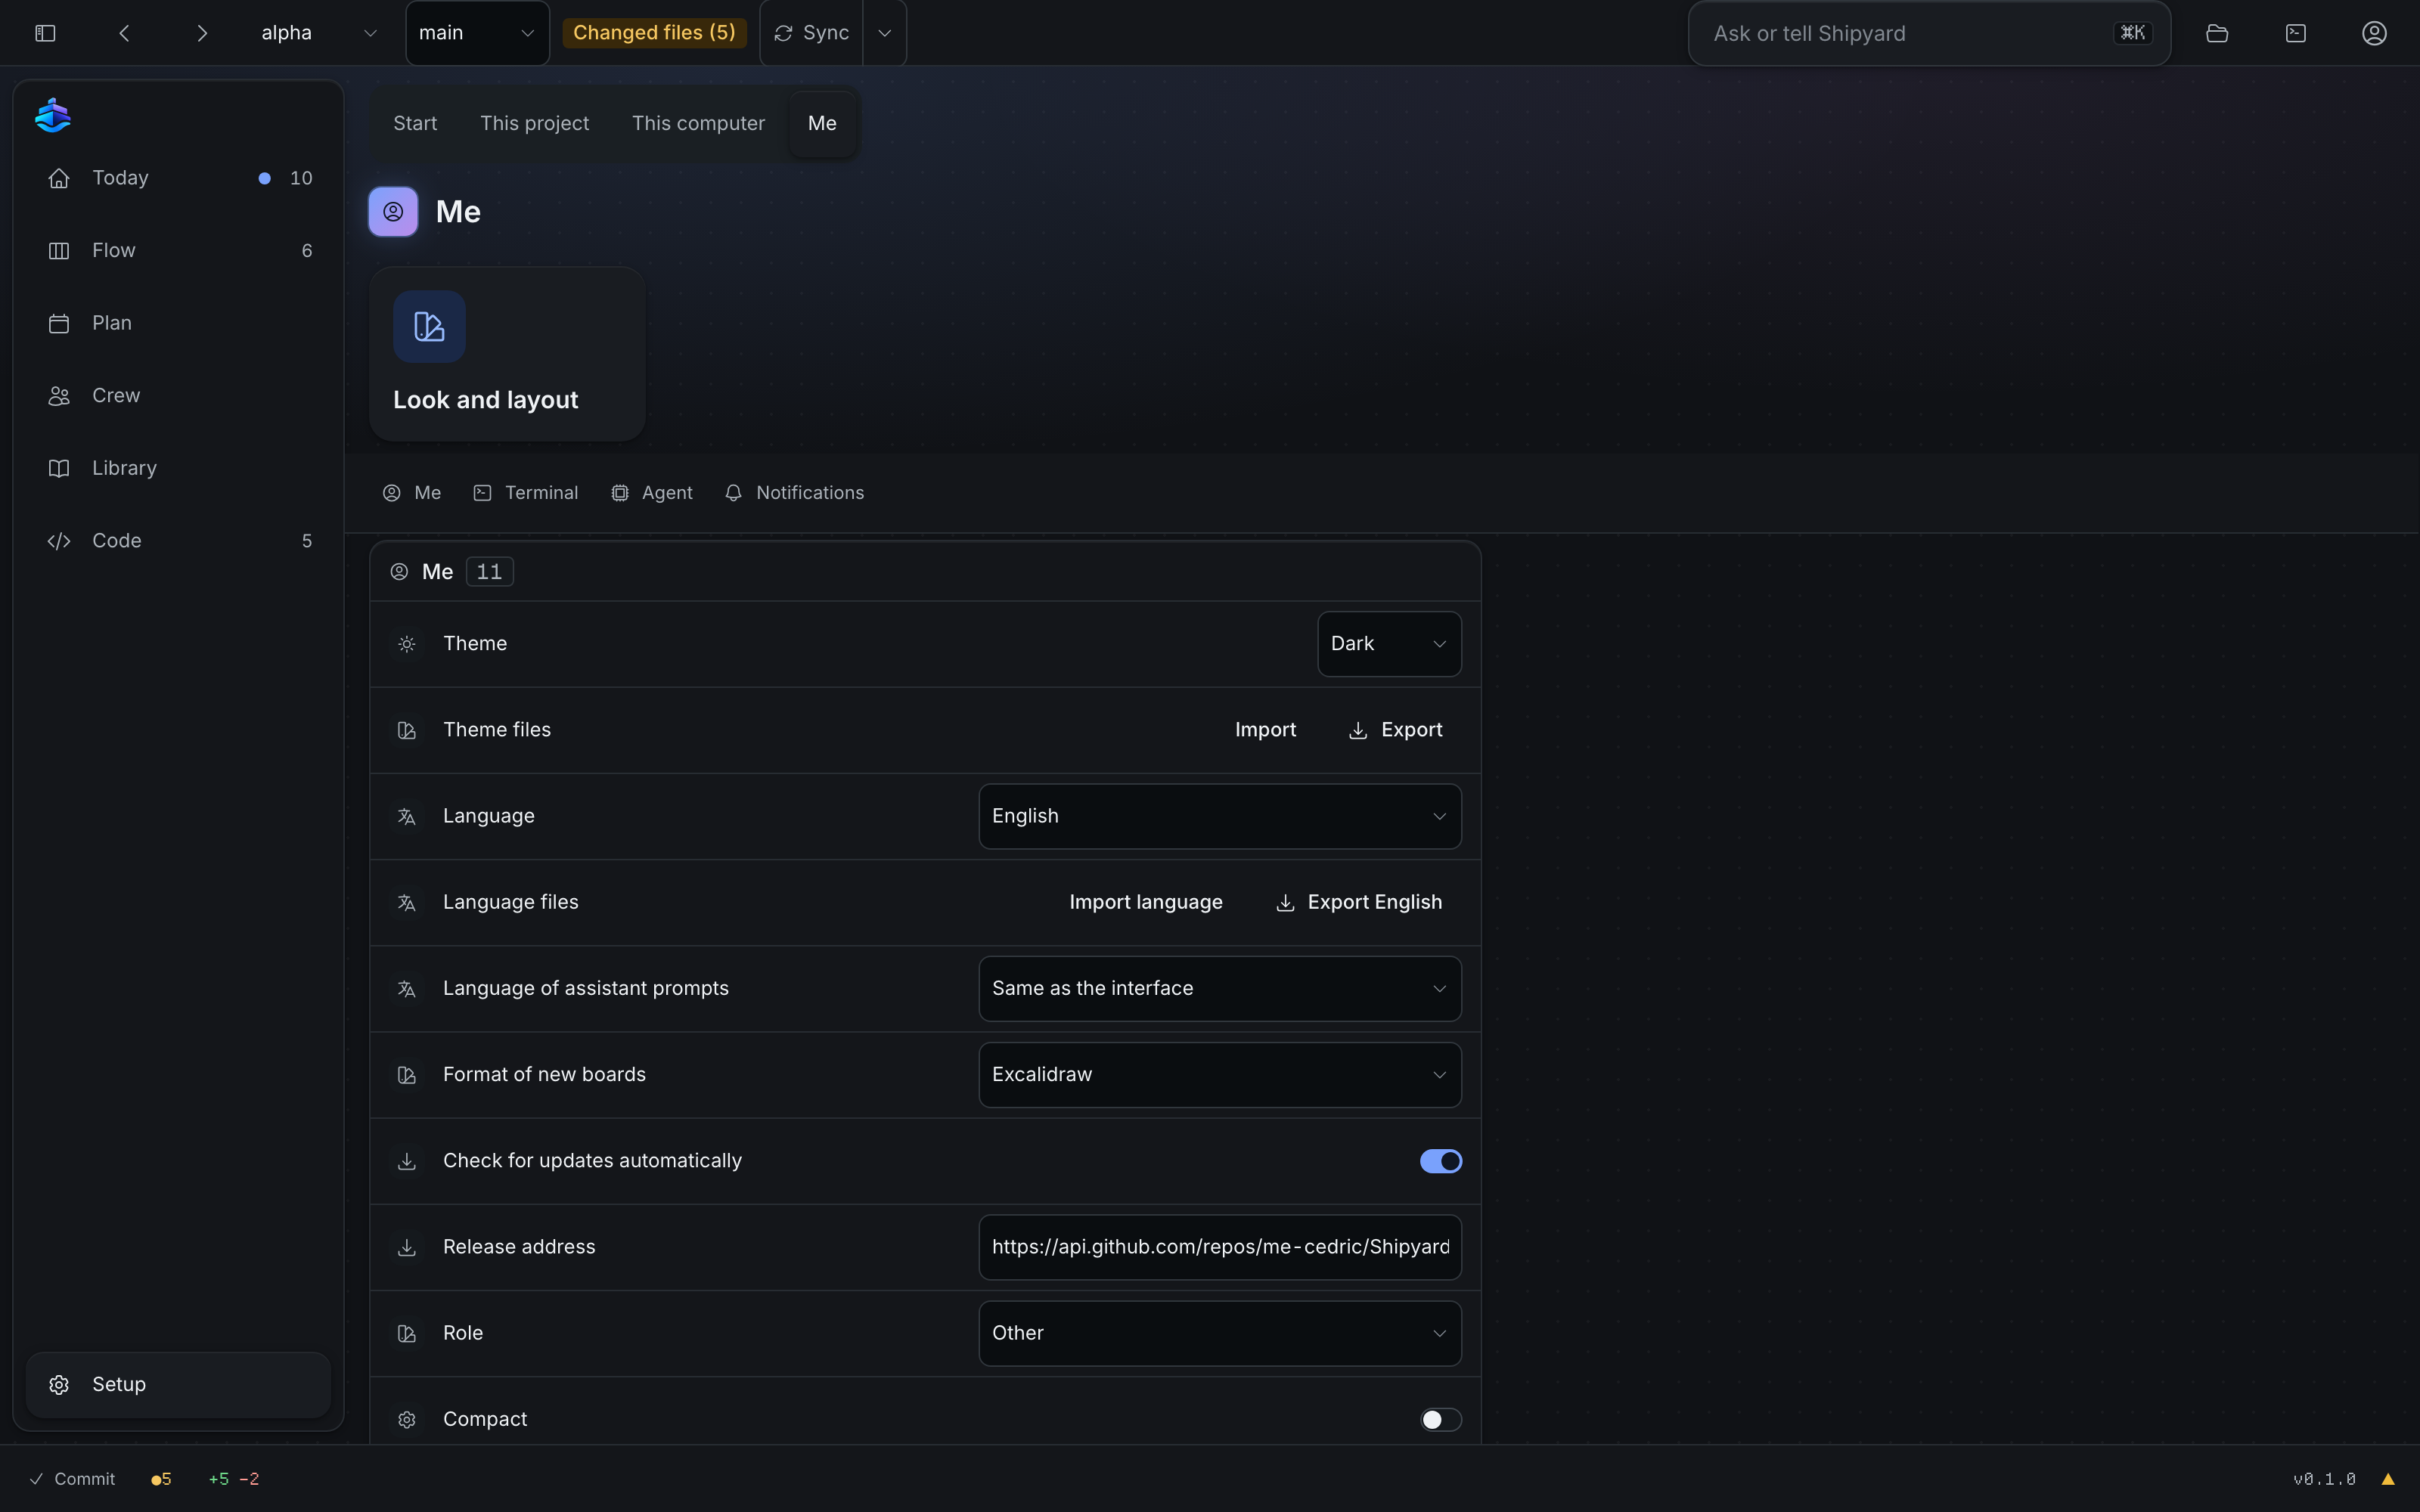 alpha
main
Changed files (5)
Sync
Ask or tell Shipyard
⌘K
Start
This project
This computer
Me
Today
10
Flow
6
Plan
Crew
Library
Code
5
Setup
Me
Look and layout
Me
Terminal
Agent
Notifications
Me 11
Theme
Dark
Theme files
Import
Export
Language
English
Language files
Import language
Export English
Language of assistant prompts
Same as the interface
Format of new boards
Excalidraw
Check for updates automatically
Release address
https://api.github.com/repos/me-cedric/Shipyard
Role
Other
Compact
Commit
5
+5 -2
v0.1.0